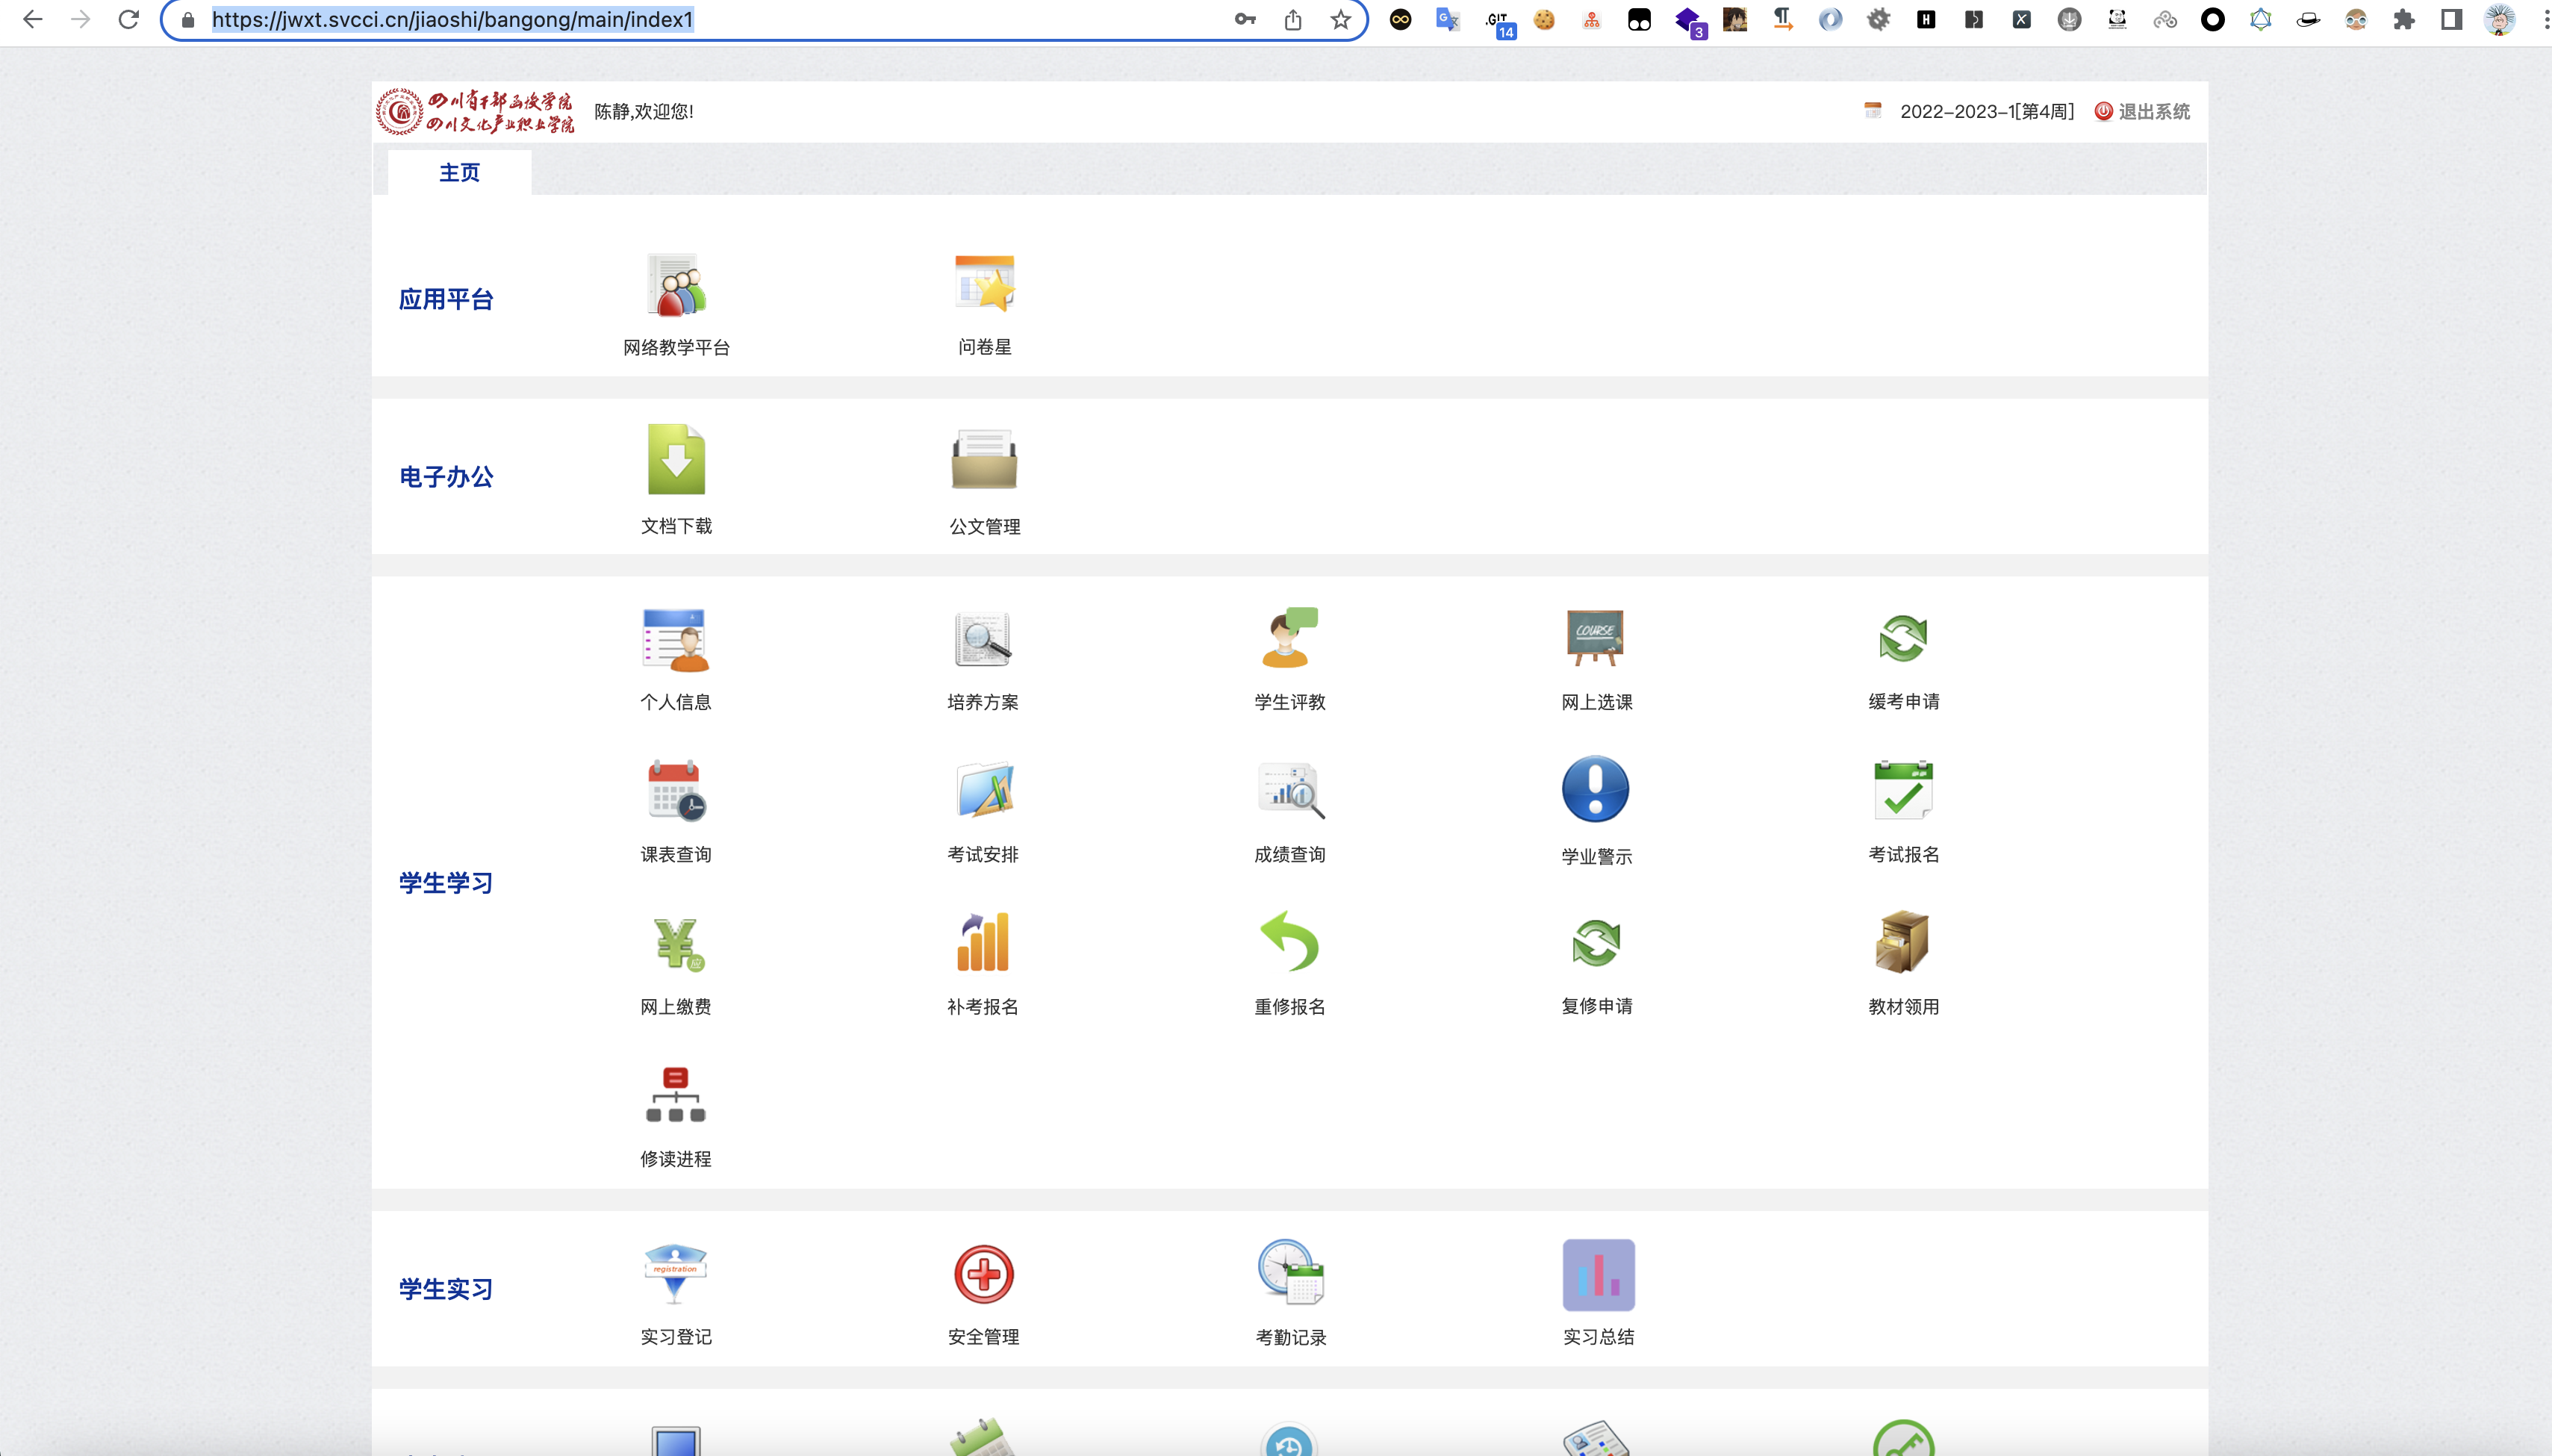 https://jwxt.svcci.cn/jiaoshi/bangong/main/index1
.GIT
14
3
H
X
四川省干部函授学院
四川文化产业职业学院
陈静,欢迎您!
2022-2023-1[第4周]
退出系统
主页
应用平台
网络教学平台
问卷星
电子办公
文档下载
公文管理
学生学习
COURSE
个人信息
培养方案
学生评教
网上选课
缓考申请
课表查询
考试安排
成绩查询
学业警示
考试报名
应
网上缴费
补考报名
重修报名
复修申请
教材领用
修读进程
学生实习
registration
实习登记
安全管理
考勤记录
实习总结